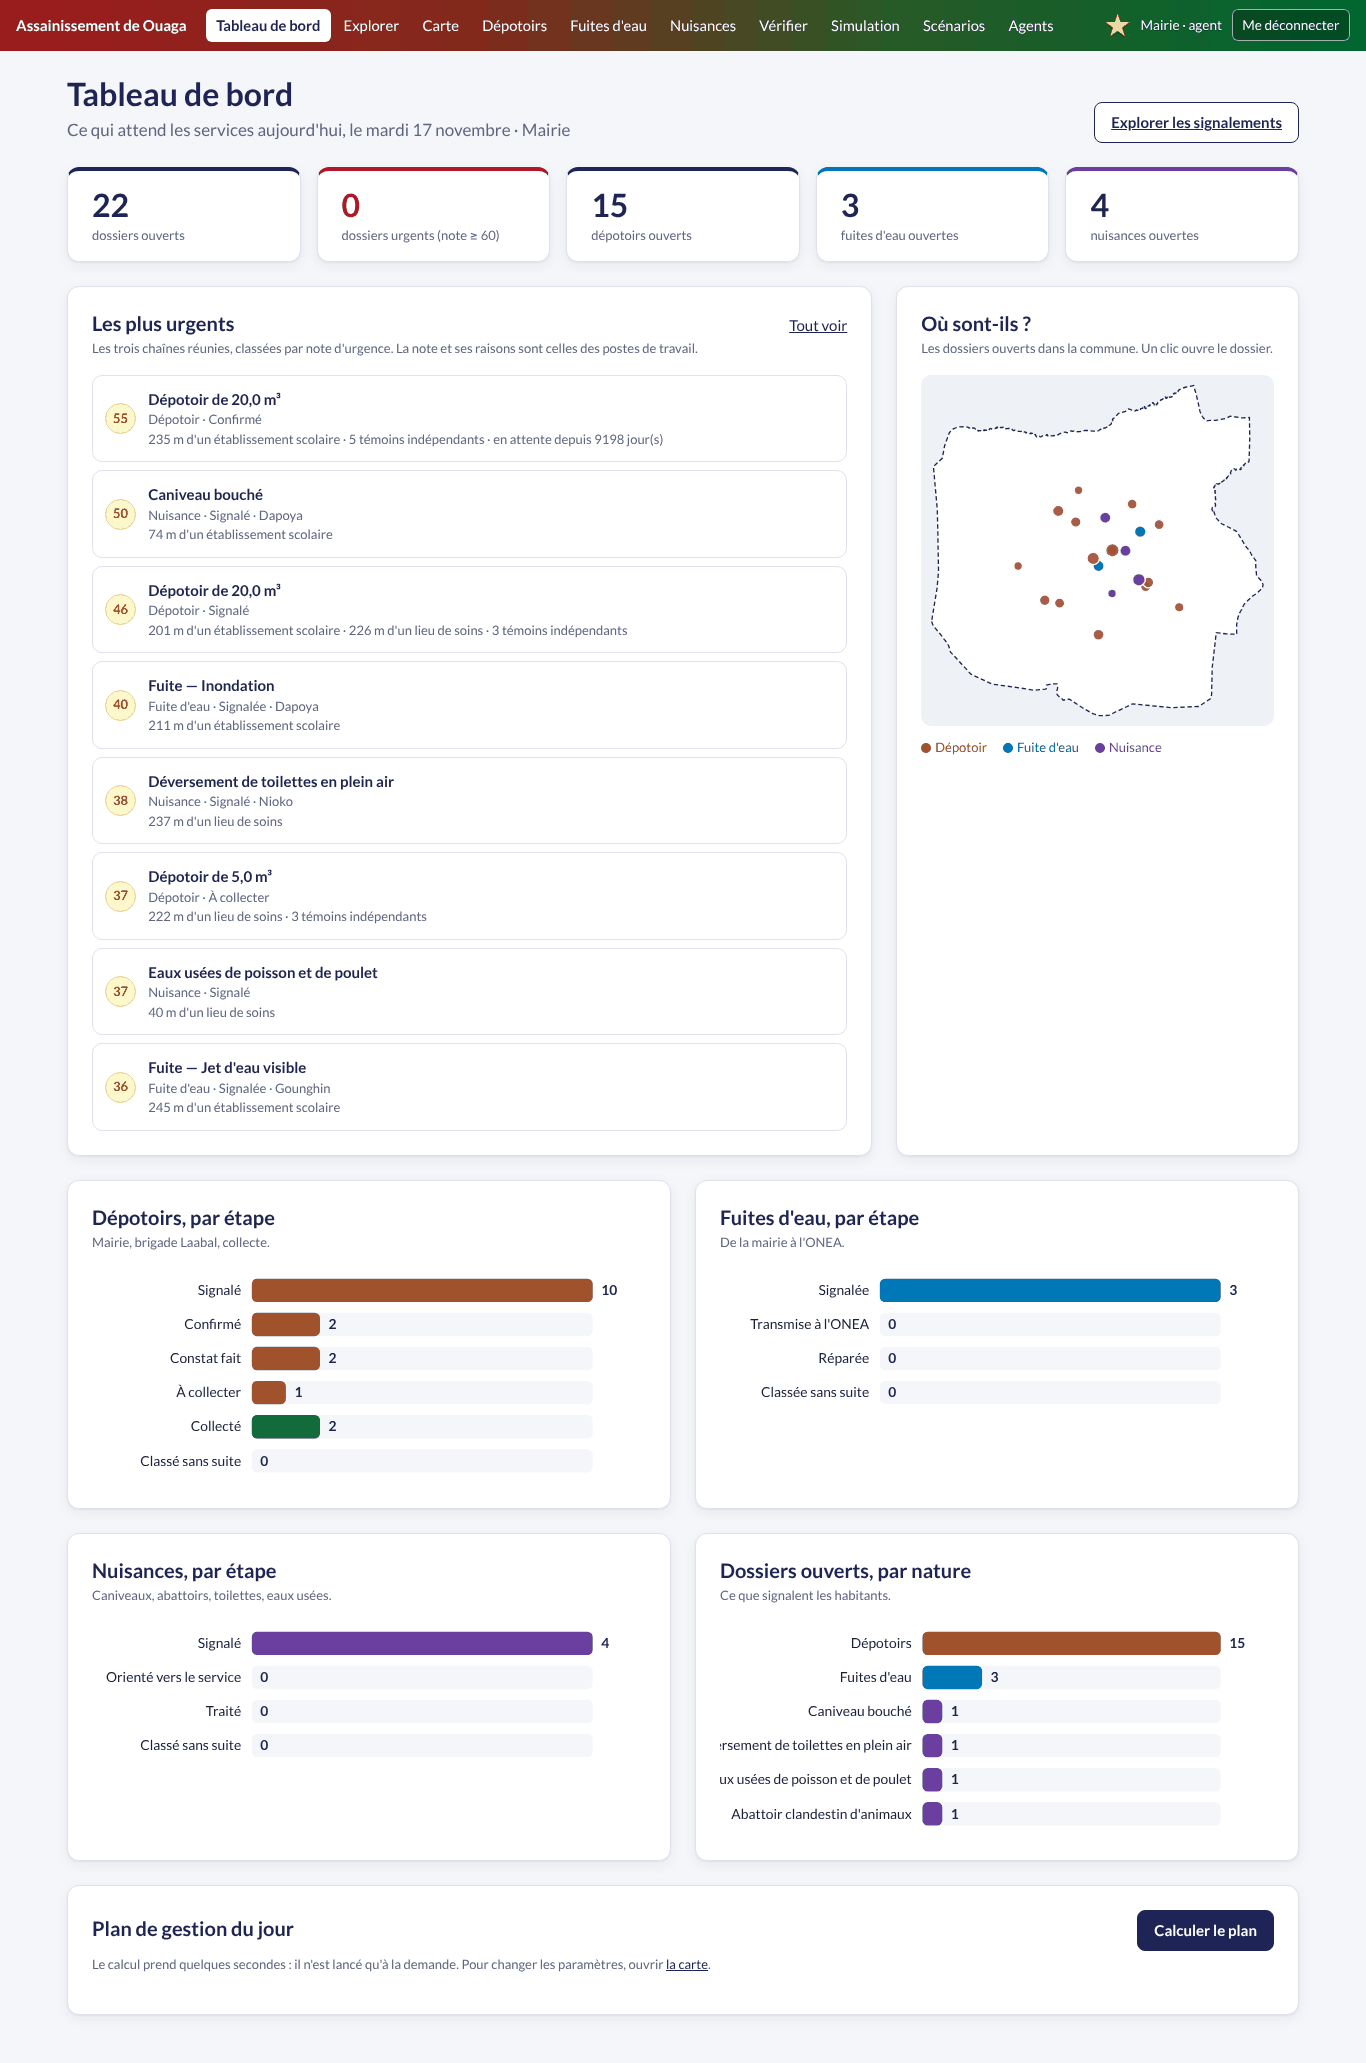 Assainissement de Ouaga
Tableau de bord
Explorer
Carte
Dépotoirs
Fuites d'eau
Nuisances
Vérifier
Simulation
Scénarios
Agents
Mairie · agent
Me déconnecter
Tableau de bord
Ce qui attend les services aujourd'hui, le mardi 17 novembre · Mairie
Explorer les signalements
22
dossiers ouverts
0
dossiers urgents (note ≥ 60)
15
dépotoirs ouverts
3
fuites d'eau ouvertes
4
nuisances ouvertes
Les plus urgents
Tout voir
Les trois chaînes réunies, classées par note d'urgence. La note et ses raisons sont celles des postes de travail.
55
Dépotoir de 20,0 m³
Dépotoir · Confirmé
235 m d'un établissement scolaire · 5 témoins indépendants · en attente depuis 9198 jour(s)
50
Caniveau bouché
Nuisance · Signalé · Dapoya
74 m d'un établissement scolaire
46
Dépotoir de 20,0 m³
Dépotoir · Signalé
201 m d'un établissement scolaire · 226 m d'un lieu de soins · 3 témoins indépendants
40
Fuite — Inondation
Fuite d'eau · Signalée · Dapoya
211 m d'un établissement scolaire
38
Déversement de toilettes en plein air
Nuisance · Signalé · Nioko
237 m d'un lieu de soins
37
Dépotoir de 5,0 m³
Dépotoir · À collecter
222 m d'un lieu de soins · 3 témoins indépendants
37
Eaux usées de poisson et de poulet
Nuisance · Signalé
40 m d'un lieu de soins
36
Fuite — Jet d'eau visible
Fuite d'eau · Signalée · Gounghin
245 m d'un établissement scolaire
Où sont-ils ?
Les dossiers ouverts dans la commune. Un clic ouvre le dossier.
Dépotoir
Fuite d'eau
Nuisance
Dépotoirs, par étape
Mairie, brigade Laabal, collecte.
Signalé 10
Confirmé 2
Constat fait 2
À collecter 1
Collecté 2
Classé sans suite 0
Fuites d'eau, par étape
De la mairie à l'ONEA.
Signalée 3
Transmise à l'ONEA 0
Réparée 0
Classée sans suite 0
Nuisances, par étape
Caniveaux, abattoirs, toilettes, eaux usées.
Signalé 4
Orienté vers le service 0
Traité 0
Classé sans suite 0
Dossiers ouverts, par nature
Ce que signalent les habitants.
Dépotoirs 15
Fuites d'eau 3
Caniveau bouché 1
ersement de toilettes en plein air 1
ux usées de poisson et de poulet 1
Abattoir clandestin d'animaux 1
Plan de gestion du jour
Calculer le plan
Le calcul prend quelques secondes : il n'est lancé qu'à la demande. Pour changer les paramètres, ouvrir la carte.